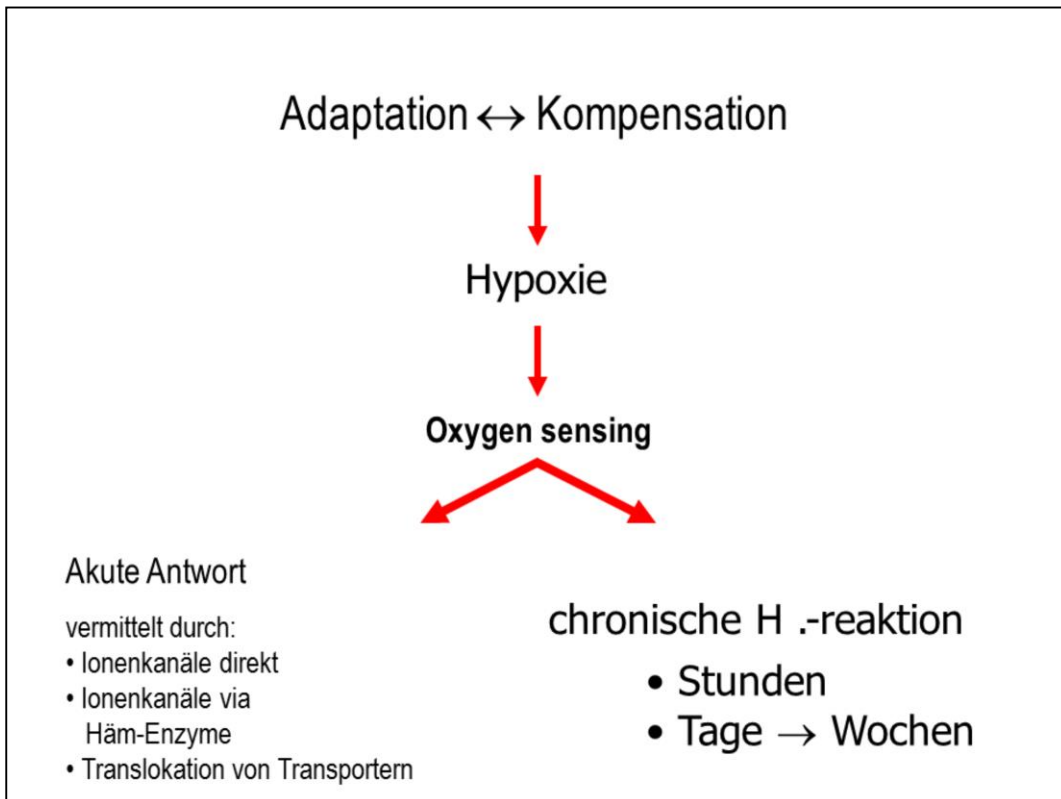 Adaptation ↔ Kompensation
Hypoxie
Oxygen sensing
Akute Antwort
vermittelt durch:
• Ionenkanäle direkt
• Ionenkanäle via
Häm-Enzyme
• Translokation von Transportern
chronische H .-reaktion
• Stunden
• Tage → Wochen